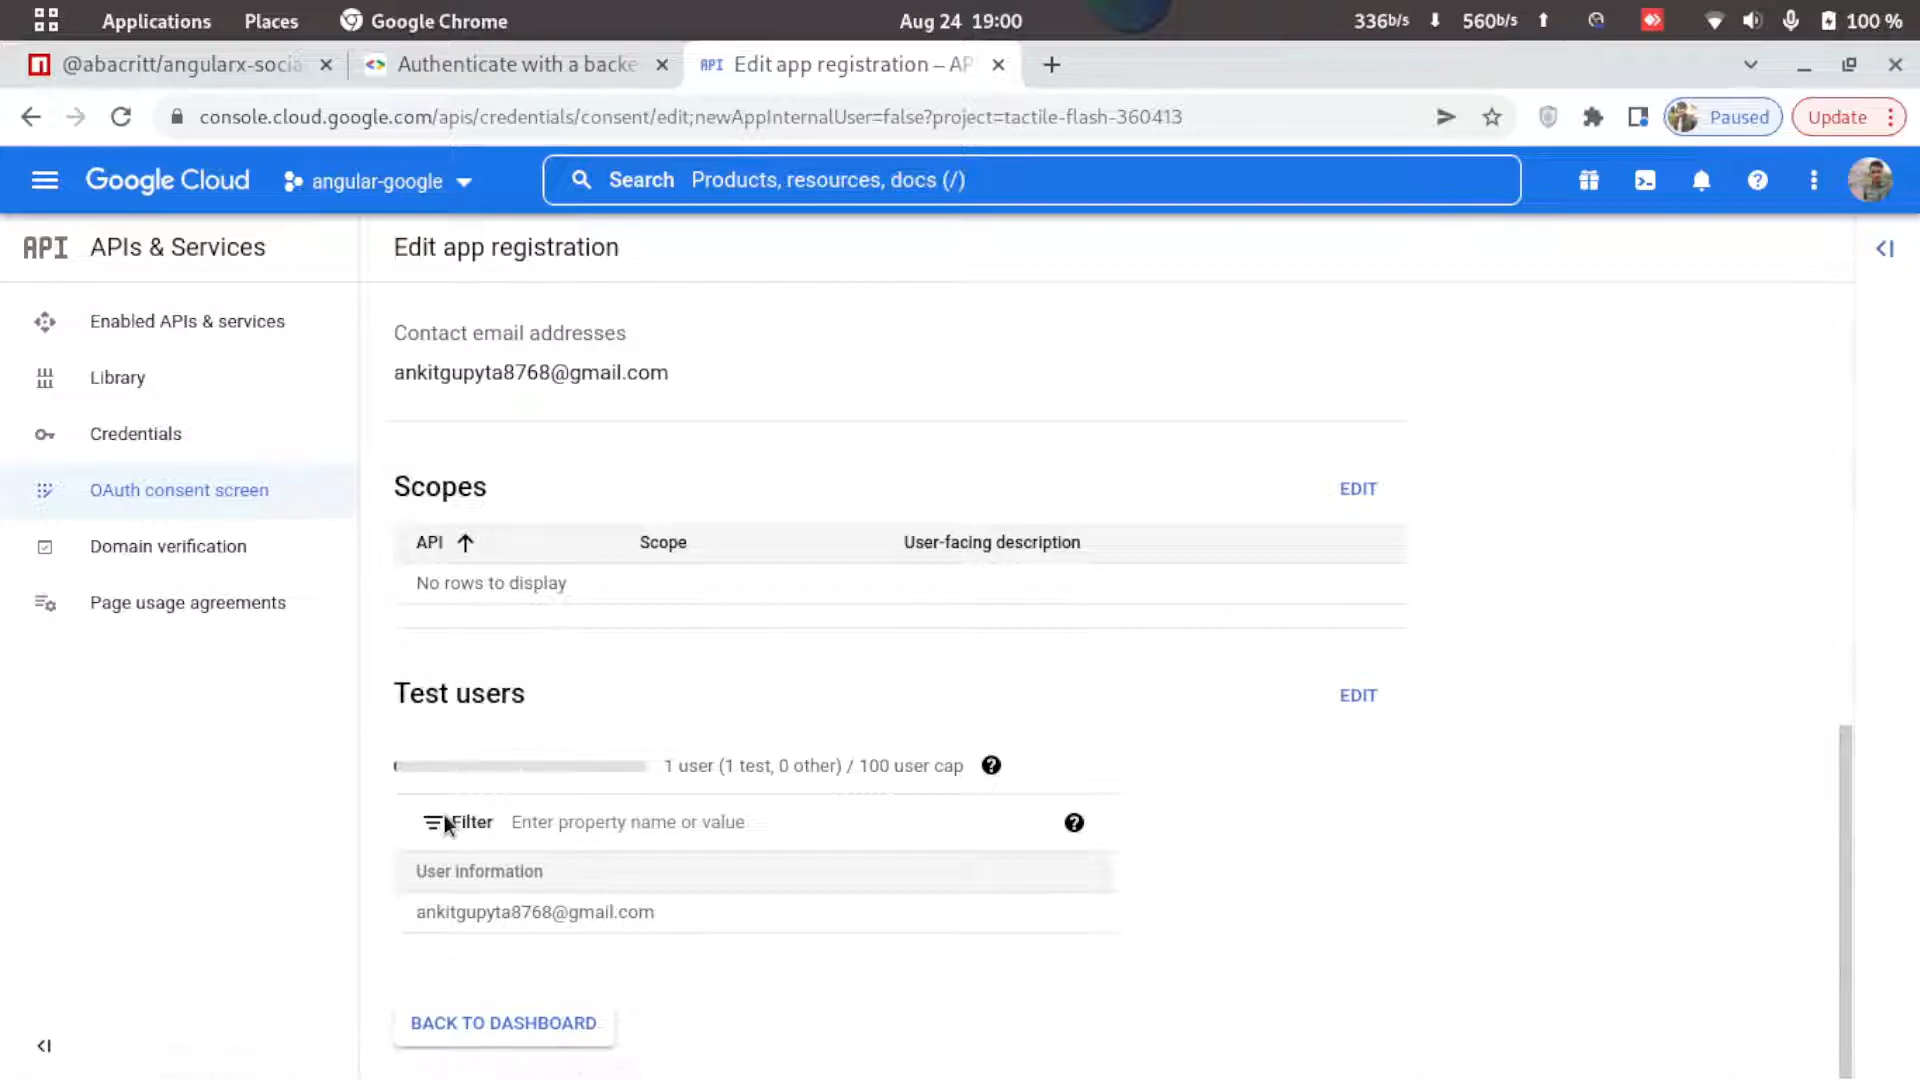 Applications Places Google Chrome Aug 24 19:00 336b/s 560b/s 100 %
@abacritt/angularx-socia Authenticate with a backe API Edit app registration – AP
console.cloud.google.com/apis/credentials/consent/edit;newAppInternalUser=false?project=tactile-flash-360413 Paused Update
Google Cloud angular-google Search Products, resources, docs (/)
API APIs & Services Edit app registration
Enabled APIs & services
Contact email addresses
ankitgupyta8768@gmail.com
Library
Credentials
OAuth consent screen
Domain verification
Page usage agreements
Scopes EDIT
API Scope User-facing description
No rows to display
Test users EDIT
1 user (1 test, 0 other) / 100 user cap
Filter Enter property name or value
User information
ankitgupyta8768@gmail.com
BACK TO DASHBOARD